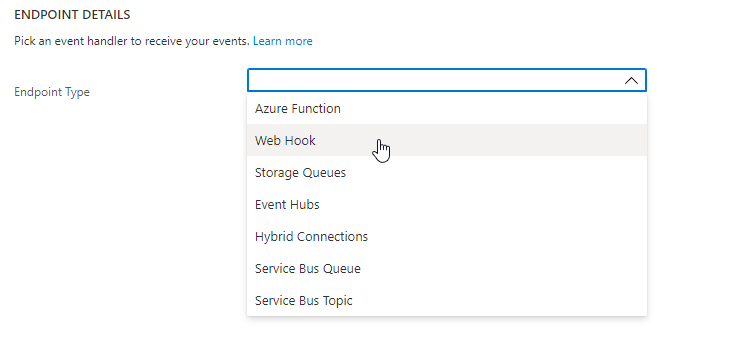 ENDPOINT DETAILS
Pick an event handler to receive your events. Learn more
Endpoint Type
Azure Function
Web Hook
Storage Queues
Event Hubs
Hybrid Connections
Service Bus Queue
Service Bus Topic